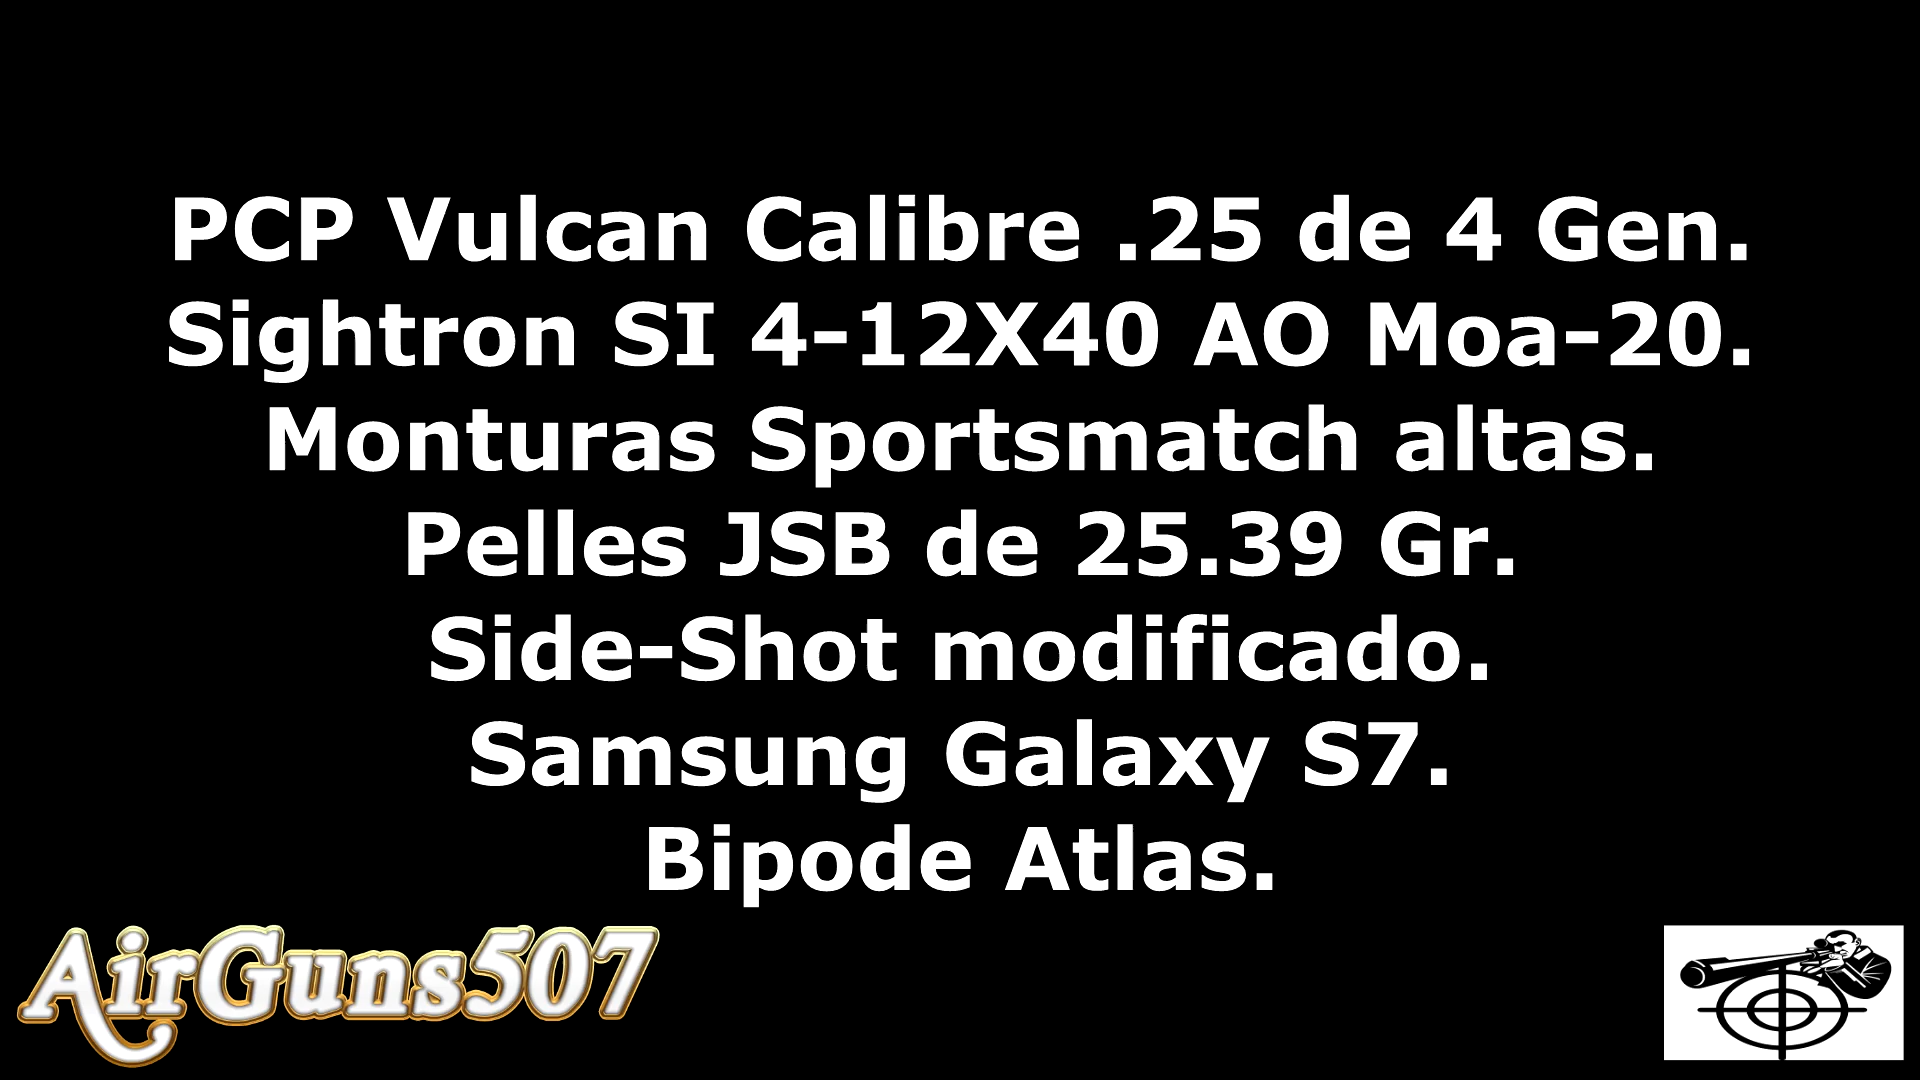 PCP Vulcan Calibre .25 de 4 Gen.
Sightron SI 4-12X40 AO Moa-20.
Monturas Sportsmatch altas.
Pelles JSB de 25.39 Gr.
Side-Shot modificado.
Samsung Galaxy S7.
Bipode Atlas.
AirGuns507